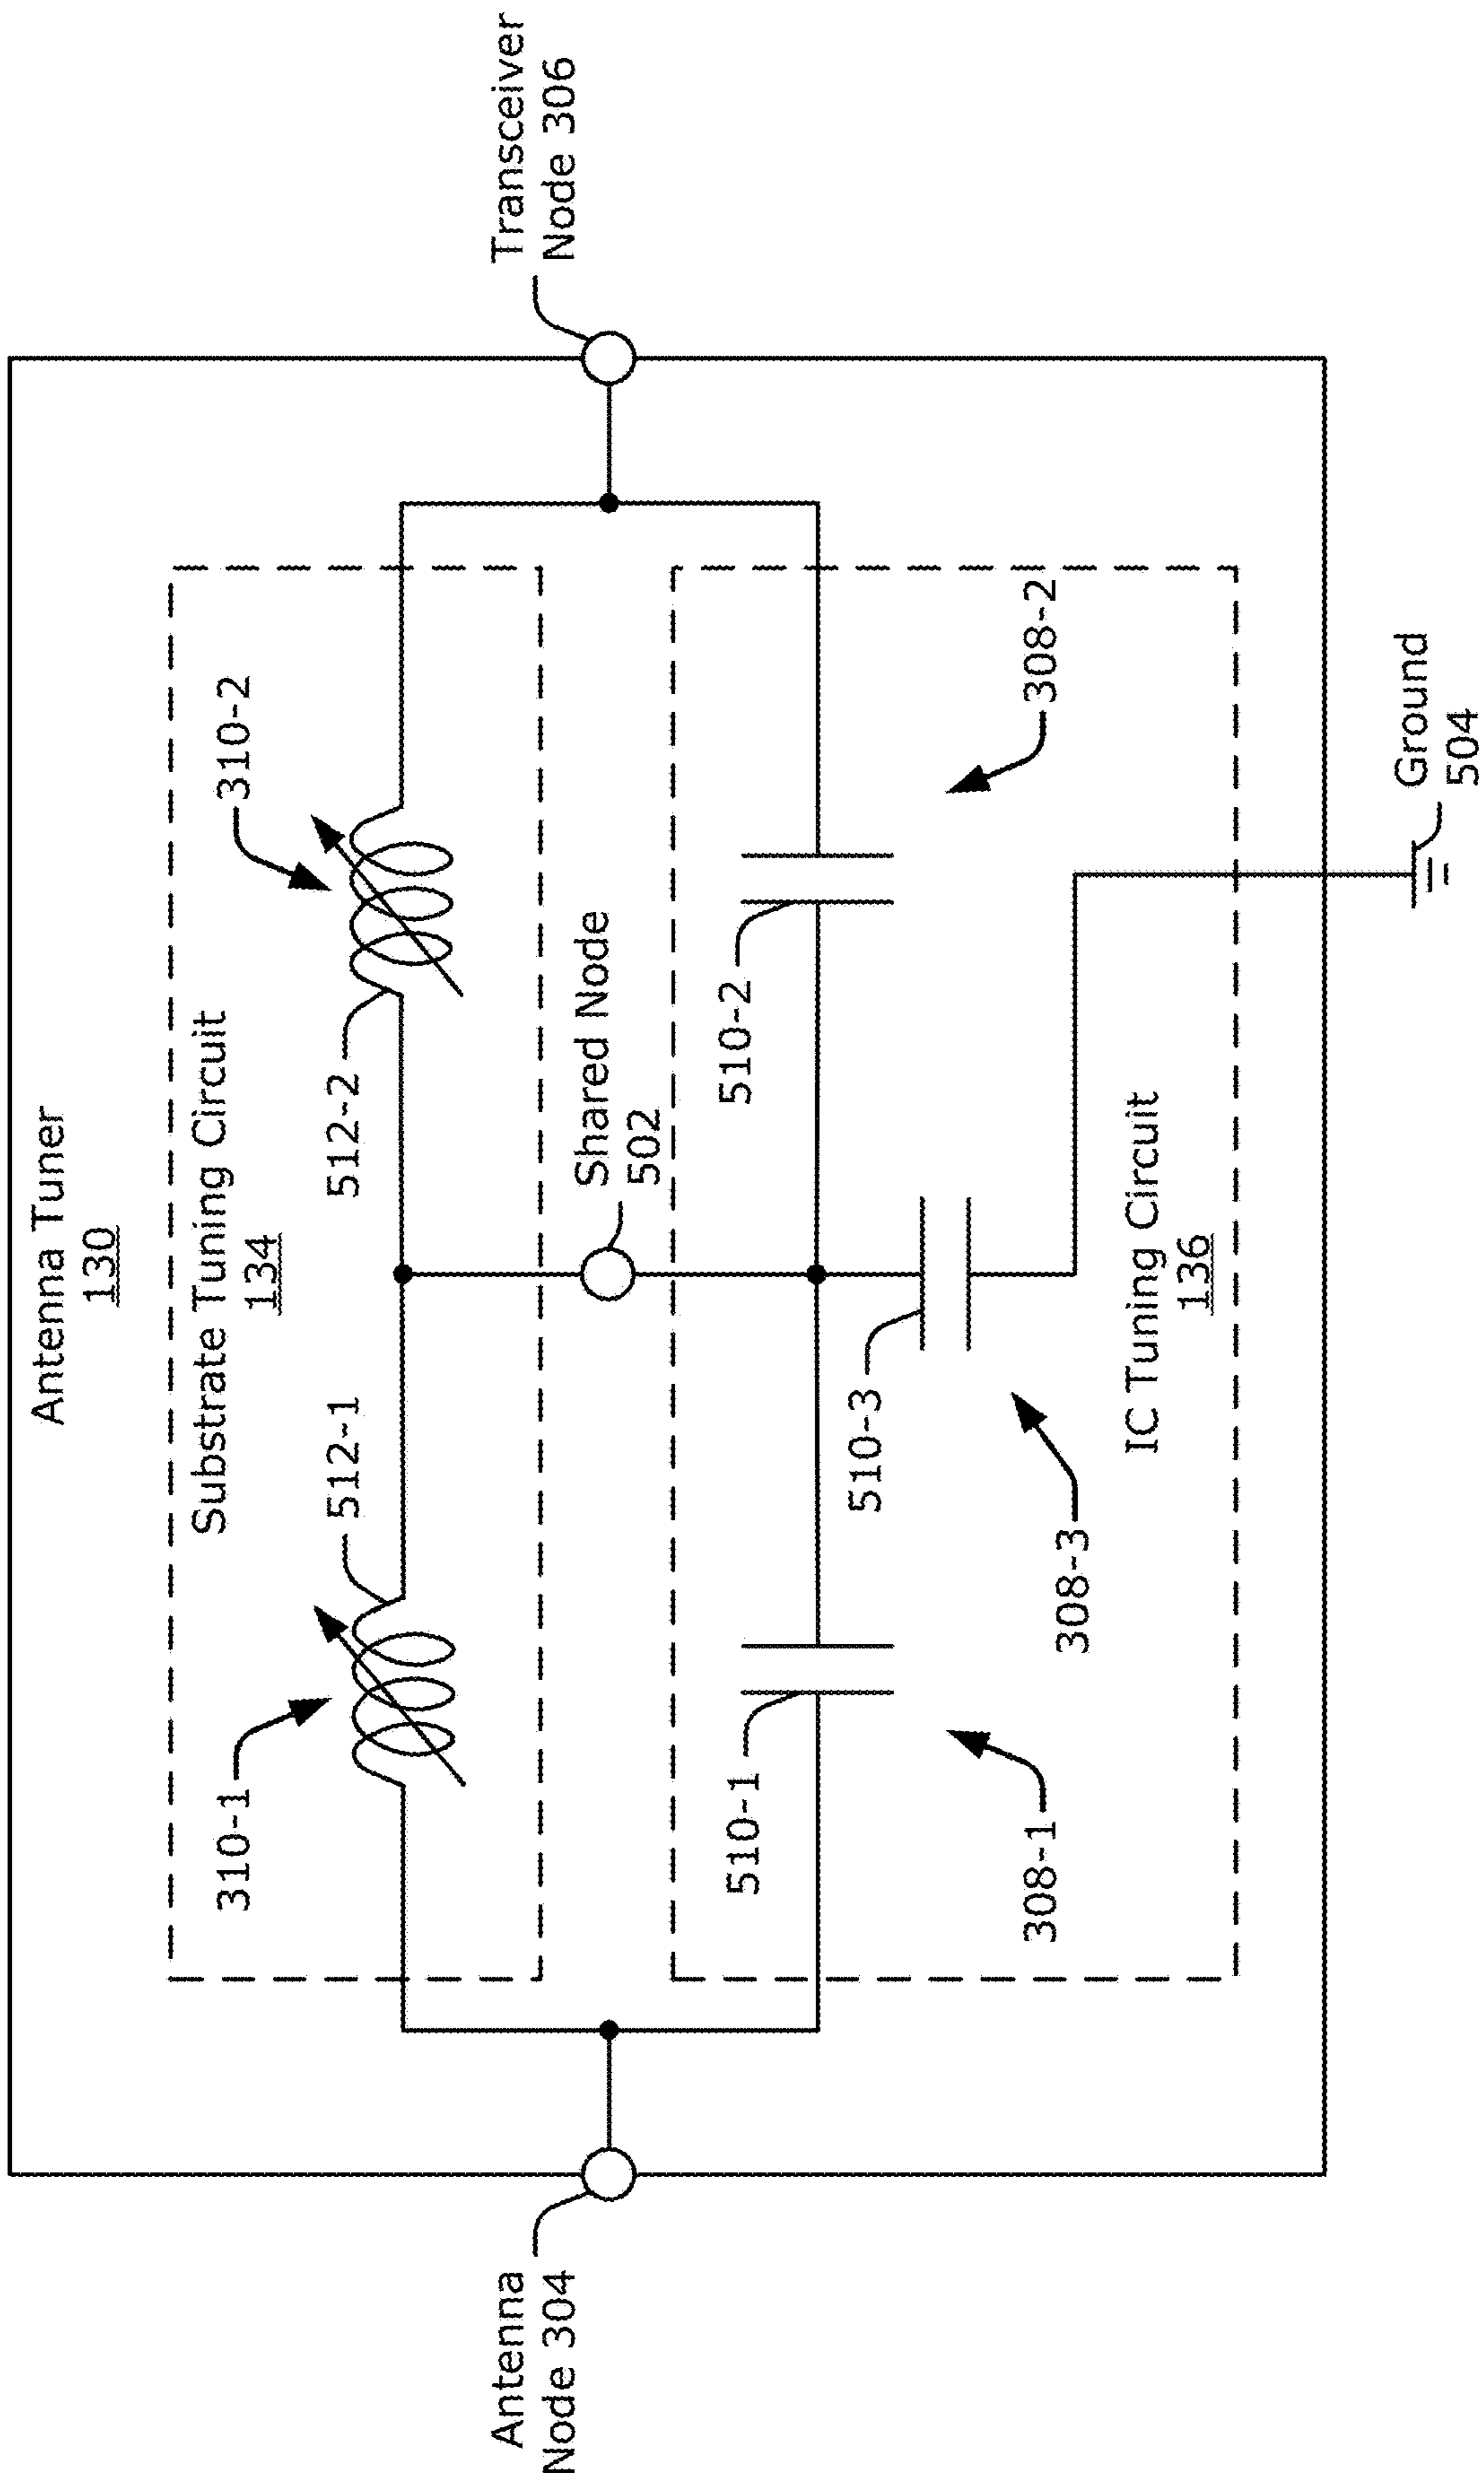 Antenna Tuner
130
Substrate Tuning Circuit
134
310-1
512-1
512-2
310-2
Antenna
Node 304
Transceiver
Node 306
Shared Node
502
510-1
510-2
510-3
308-1
308-3
308-2
IC Tuning Circuit
136
Ground
504